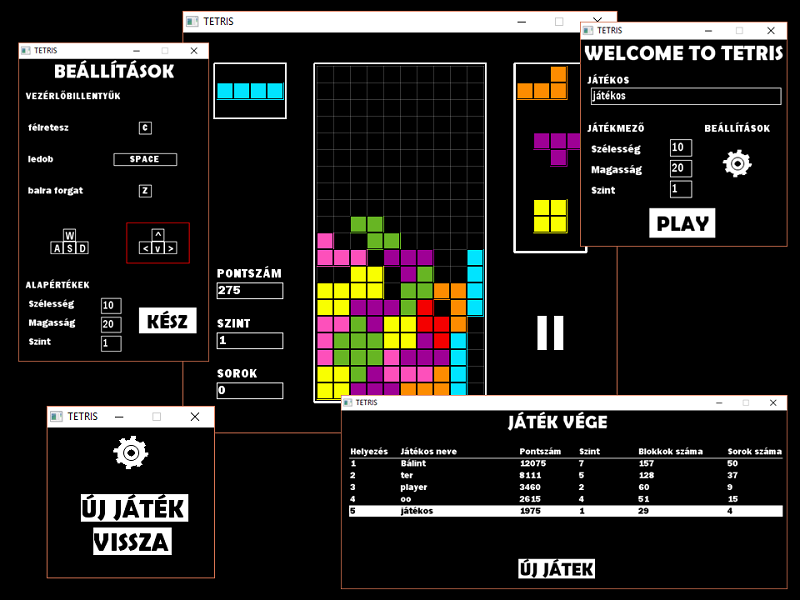 TETRIS
TETRIS
BEÁLLÍTÁSOK
VEZÉRLŐBILLENTYŰK
félretesz C
ledob SPACE
balra forgat Z
W
A S D
^
< v >
ALAPÉRTÉKEK
Szélesség 10
Magasság 20
Szint 1
KÉSZ
PONTSZÁM
275
SZINT
1
SOROK
0
TETRIS
WELCOME TO TETRIS
JÁTÉKOS
játékos
JÁTÉKMEZŐ BEÁLLÍTÁSOK
Szélesség 10
Magasság 20
Szint 1
PLAY
TETRIS
ÚJ JÁTÉK
VISSZA
TETRIS
JÁTÉK VÉGE
Helyezés Játékos neve Pontszám Szint Blokkok száma Sorok száma
1 Bálint 12075 7 157 50
2 ter 8111 5 128 37
3 player 3460 2 60 9
4 oo 2615 4 51 15
5 játékos 1975 1 29 4
ÚJ JÁTEK